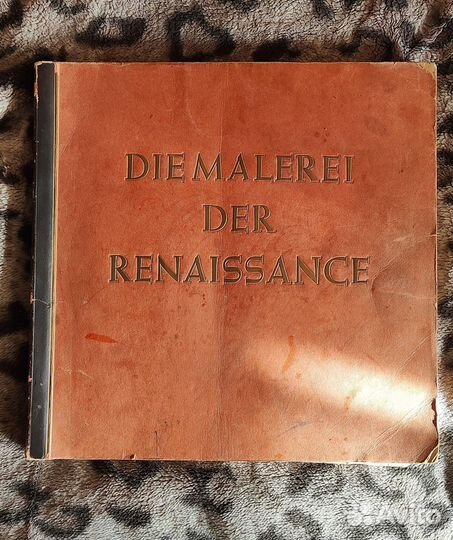 DIE MALEREI
DER
RENAISSANCE
Avito